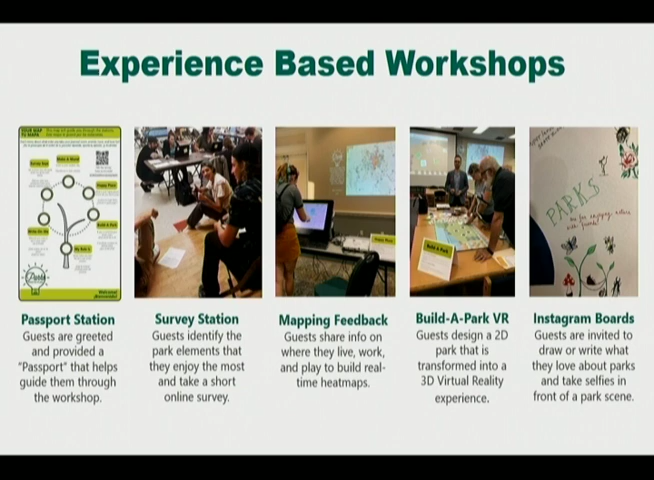 Experience Based Workshops
Passport Station
Guests are greeted
and provided a
"Passport" that helps
guide them through
the workshop.
Survey Station
Guests identify the
park elements that
they enjoy the most
and take a short
online survey.
Mapping Feedback
Guests share info on
where they live, work,
and play to build real-
time heatmaps.
Build-A-Park VR
Guests design a 2D
park that is
transformed into a
3D Virtual Reality
experience.
Instagram Boards
Guests are invited to
draw or write what
they love about parks
and take selfies in
front of a park scene.
YOUR MAP
Build-A-Park
PARKS